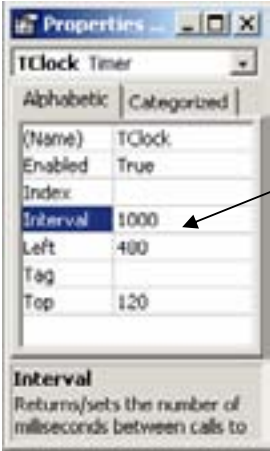 Properties ...
TClock Timer
Alphabetic Categorized
(Name) TClock
Enabled True
Index
Interval 1000
Left 480
Tag
Top 120
Interval
Returns/sets the number of
miliseconds between calls to